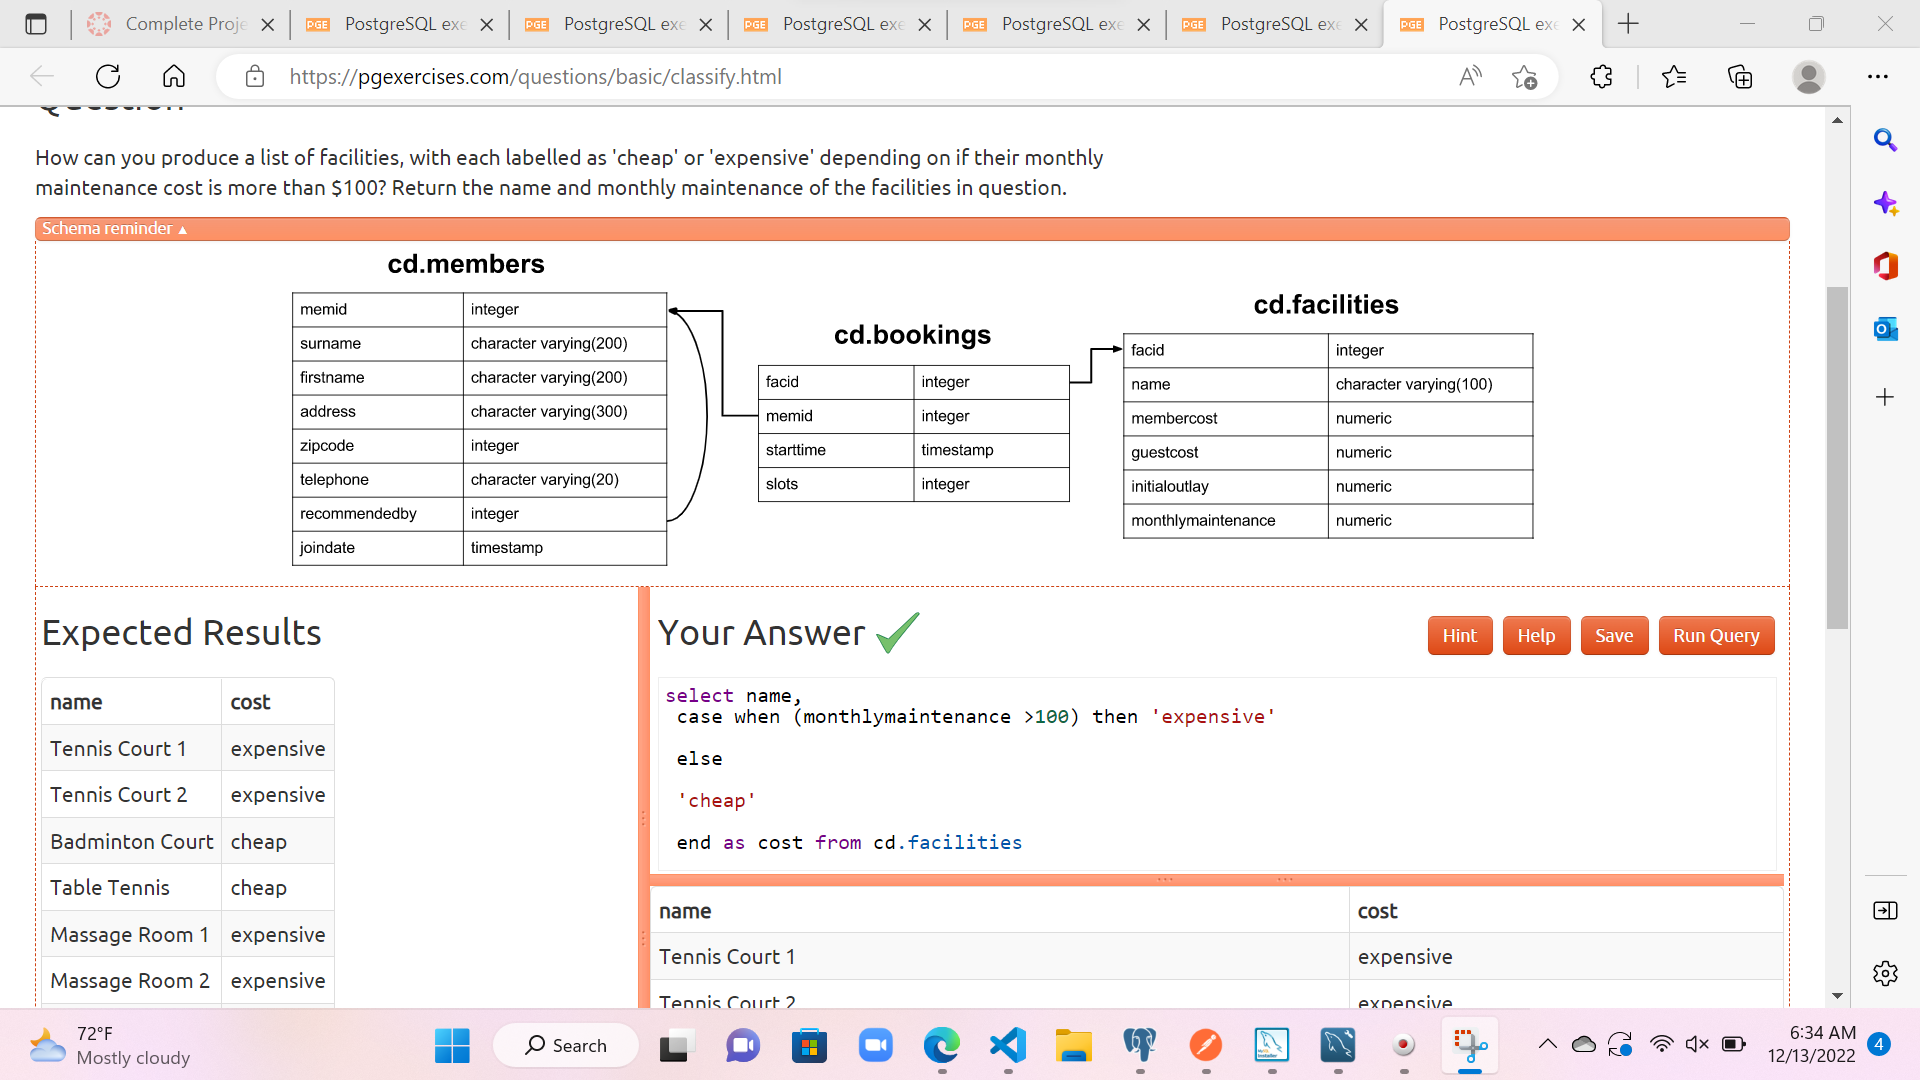 Complete Proje
PGE PostgreSQL exe
PGE PostgreSQL exe
PGE PostgreSQL exe
PGE PostgreSQL exe
PGE PostgreSQL exe
PGE PostgreSQL exe
https://pgexercises.com/questions/basic/classify.html
Question
How can you produce a list of facilities, with each labelled as 'cheap' or 'expensive' depending on if their monthly
maintenance cost is more than $100? Return the name and monthly maintenance of the facilities in question.
Schema reminder ▲
cd.members
memid integer
surname character varying(200)
firstname character varying(200)
address character varying(300)
zipcode integer
telephone character varying(20)
recommendedby integer
joindate timestamp
cd.bookings
facid integer
memid integer
starttime timestamp
slots integer
cd.facilities
facid integer
name character varying(100)
membercost numeric
guestcost numeric
initialoutlay numeric
monthlymaintenance numeric
Expected Results
name cost
Tennis Court 1 expensive
Tennis Court 2 expensive
Badminton Court cheap
Table Tennis cheap
Massage Room 1 expensive
Massage Room 2 expensive
Your Answer
Hint Help Save Run Query
select name,
case when (monthlymaintenance >100) then 'expensive'
else
'cheap'
end as cost from cd.facilities
name cost
Tennis Court 1 expensive
Tennis Court 2 expensive
72°F
Mostly cloudy
Search
6:34 AM
12/13/2022
4